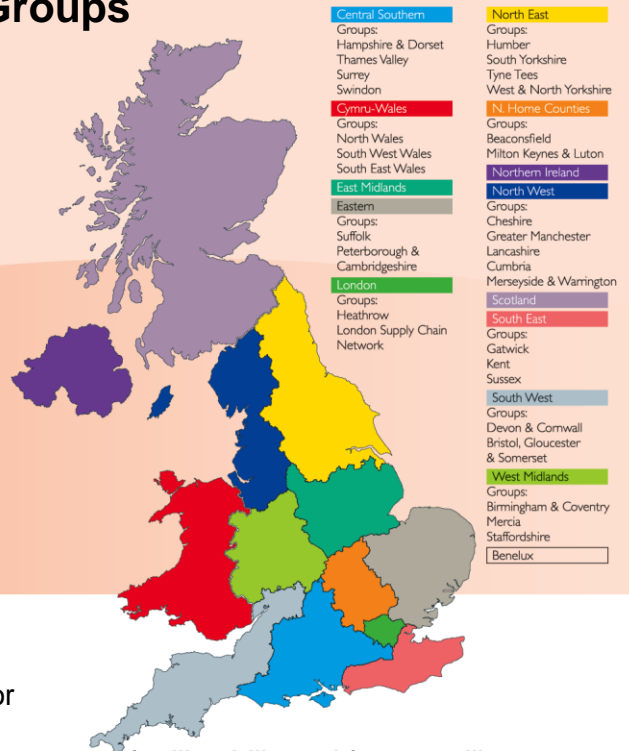 Groups
Central Southern
Groups:
Hampshire & Dorset
Thames Valley
Surrey
Swindon
Cymru-Wales
Groups:
North Wales
South West Wales
South East Wales
East Midlands
Eastern
Groups:
Suffolk
Peterborough &
Cambridgeshire
London
Groups:
Heathrow
London Supply Chain
Network
North East
Groups:
Humber
South Yorkshire
Tyne Tees
West & North Yorkshire
N. Home Counties
Groups:
Beaconsfield
Milton Keynes & Luton
Northern Ireland
North West
Groups:
Cheshire
Greater Manchester
Lancashire
Cumbria
Merseyside & Warrington
Scotland
South East
Groups:
Gatwick
Kent
Sussex
South West
Groups:
Devon & Cornwall
Bristol, Gloucester
& Somerset
West Midlands
Groups:
Birmingham & Coventry
Mercia
Staffordshire
Benelux
or